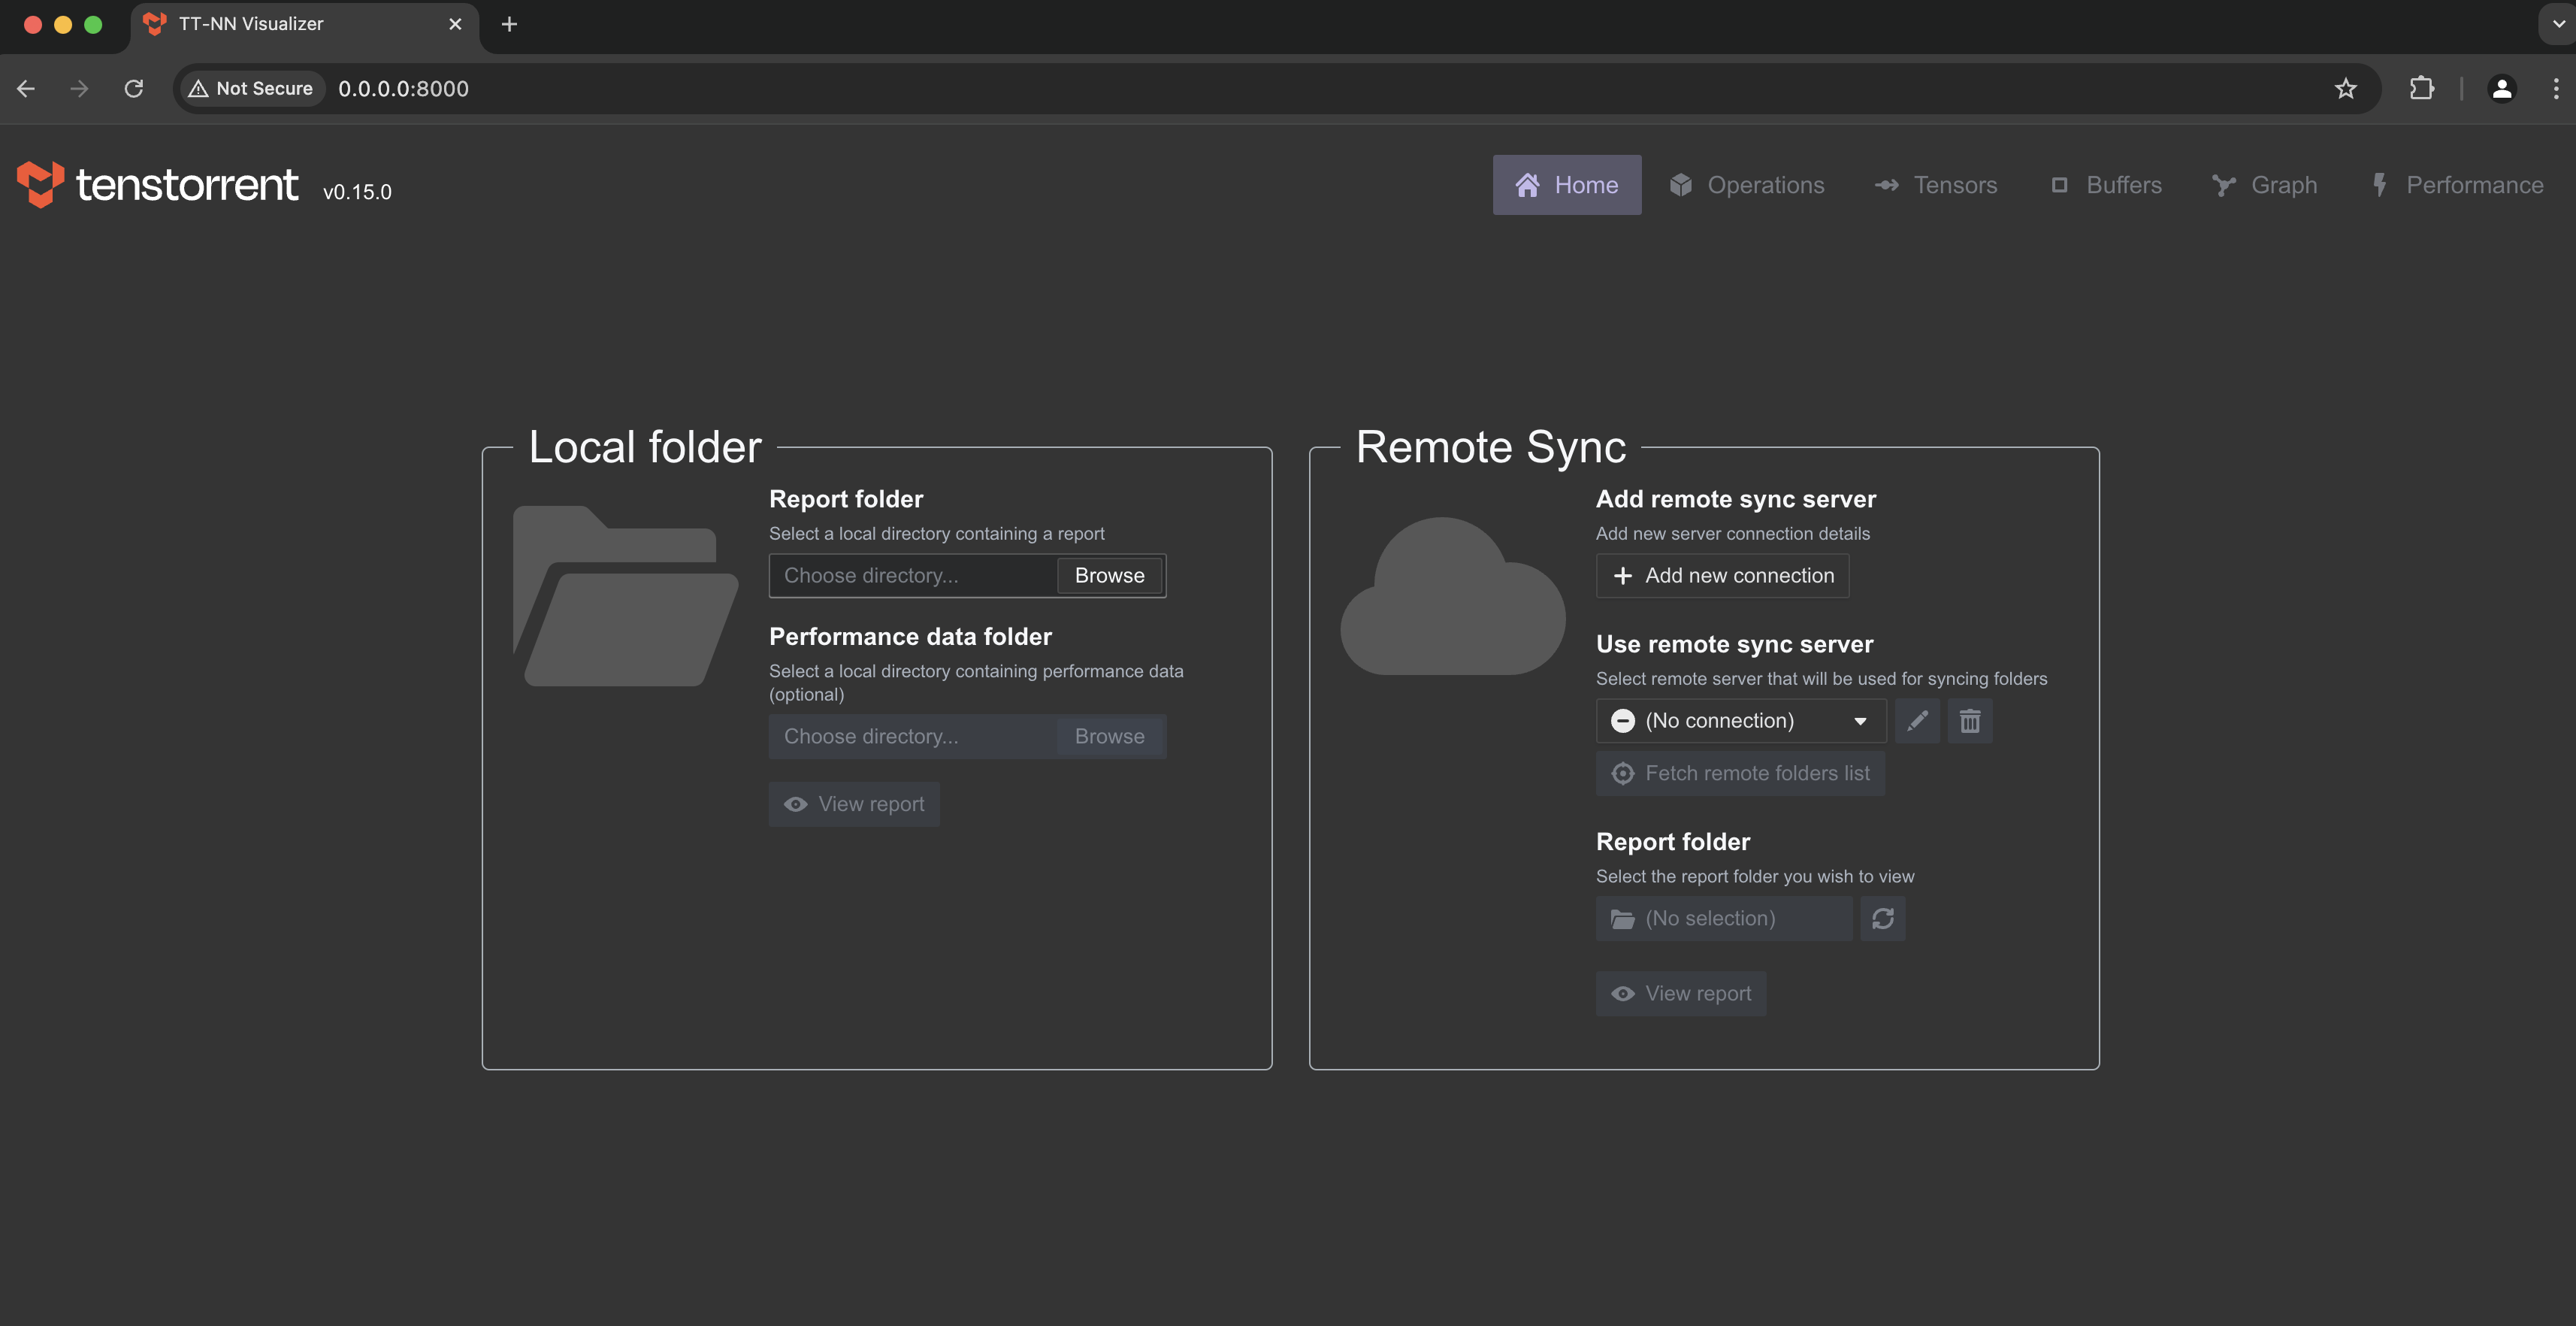 TT-NN Visualizer
Not Secure 0.0.0.0:8000
tenstorrent v0.15.0
Home Operations Tensors Buffers Graph Performance
Local folder
Report folder
Select a local directory containing a report
Choose directory... Browse
Performance data folder
Select a local directory containing performance data
(optional)
Choose directory... Browse
View report
Remote Sync
Add remote sync server
Add new server connection details
Add new connection
Use remote sync server
Select remote server that will be used for syncing folders
(No connection)
Fetch remote folders list
Report folder
Select the report folder you wish to view
(No selection)
View report